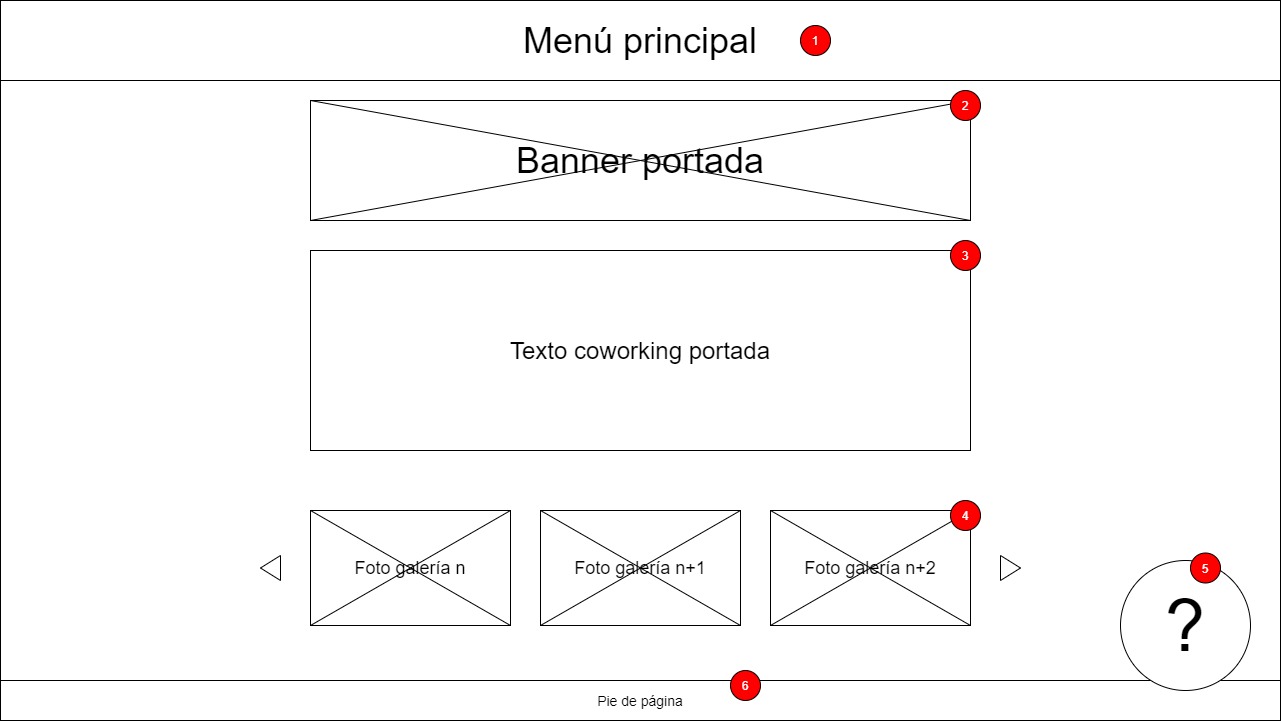 Menú principal
1
2
Banner portada
3
Texto coworking portada
4
Foto galería n
Foto galería n+1
Foto galería n+2
5
?
6
Pie de página